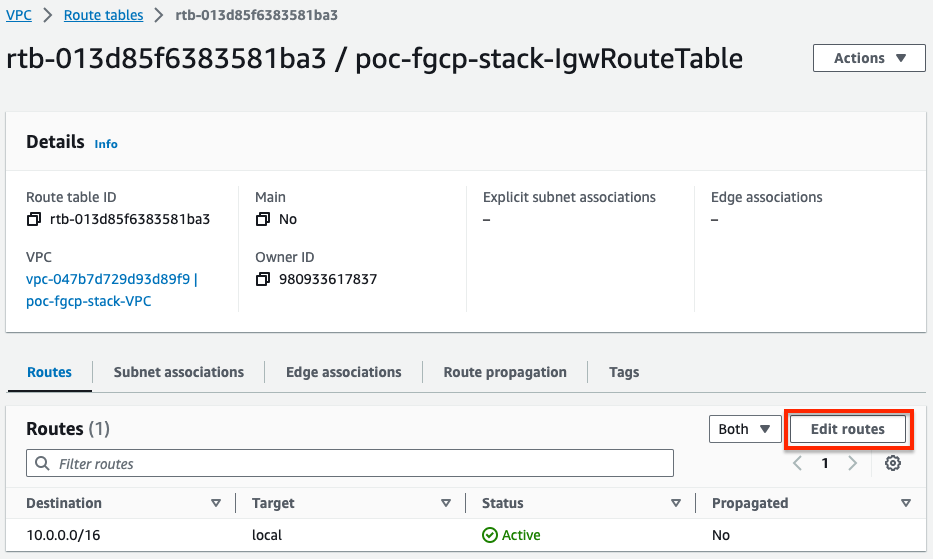 VPC > Route tables > rtb-013d85f6383581ba3
rtb-013d85f6383581ba3 / poc-fgcp-stack-IgwRouteTable
Actions
Details Info
Route table ID Main Explicit subnet associations Edge associations
rtb-013d85f6383581ba3 No – –
VPC Owner ID
vpc-047b7d729d93d89f9 | 980933617837
poc-fgcp-stack-VPC
Routes Subnet associations Edge associations Route propagation Tags
Routes (1) Both Edit routes
Filter routes 1
Destination Target Status Propagated
10.0.0.0/16 local Active No